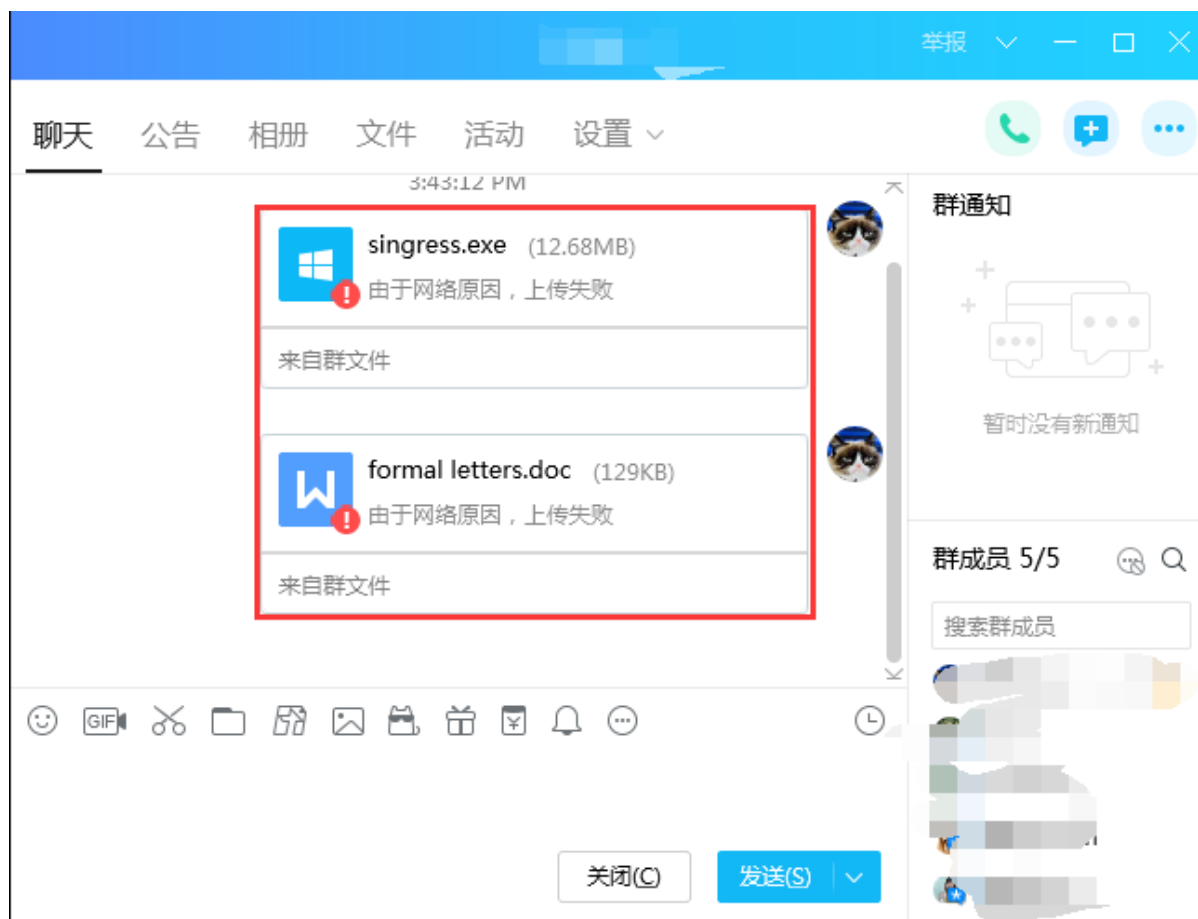 举报
聊天 公告 相册 文件 活动 设置
3:43:12 PM
singress.exe (12.68MB)
由于网络原因，上传失败
来自群文件
formal letters.doc (129KB)
由于网络原因，上传失败
来自群文件
群通知
暂时没有新通知
群成员 5/5
搜索群成员
GIF
关闭(C) 发送(S)